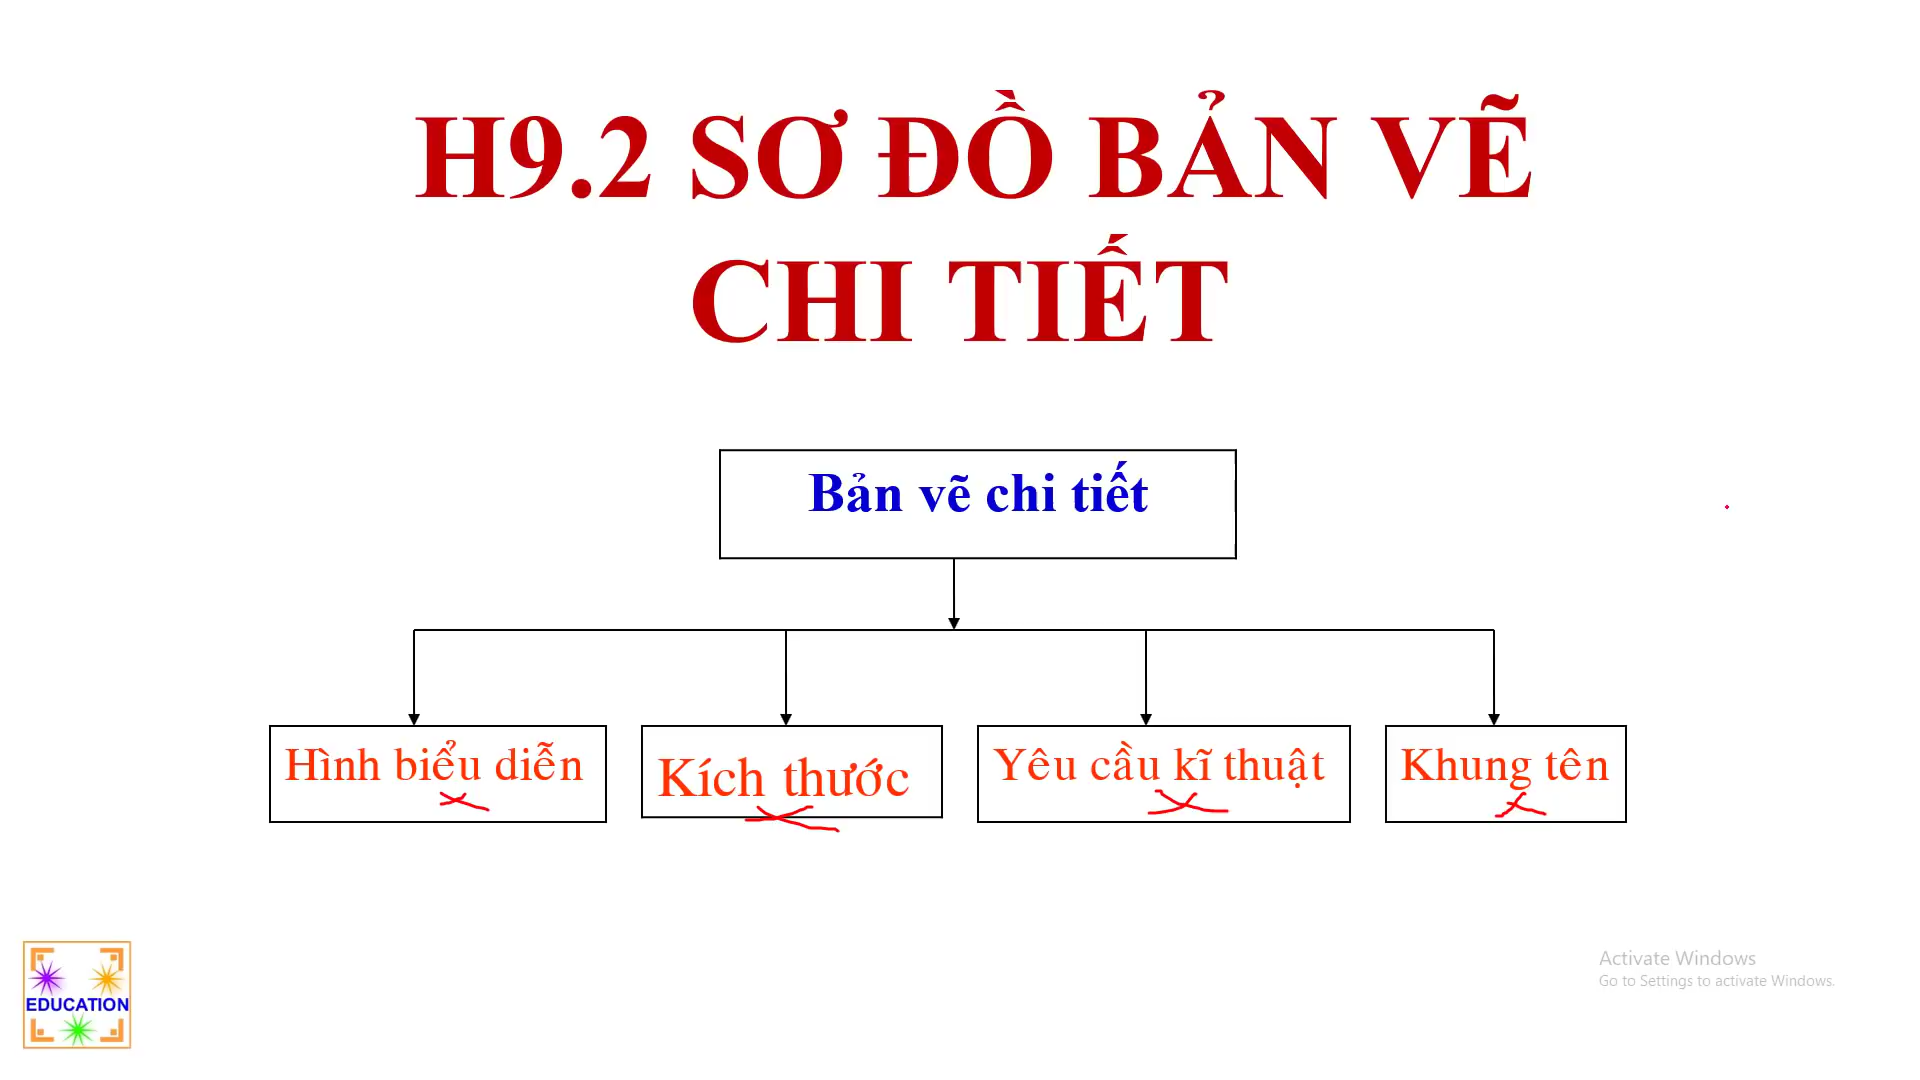 H9.2 SƠ ĐỒ BẢN VẼ
CHI TIẾT
Bản vẽ chi tiết
Hình biểu diễn
Kích thước
Yêu cầu kĩ thuật
Khung tên
EDUCATION
Activate Windows
Go to Settings to activate Windows.